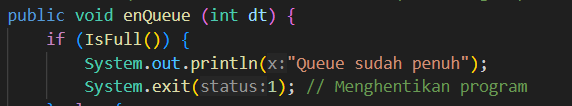 public void enQueue (int dt) {
if (IsFull()) {
System.out.println(x:"Queue sudah penuh");
System.exit(status:1); // Menghentikan program